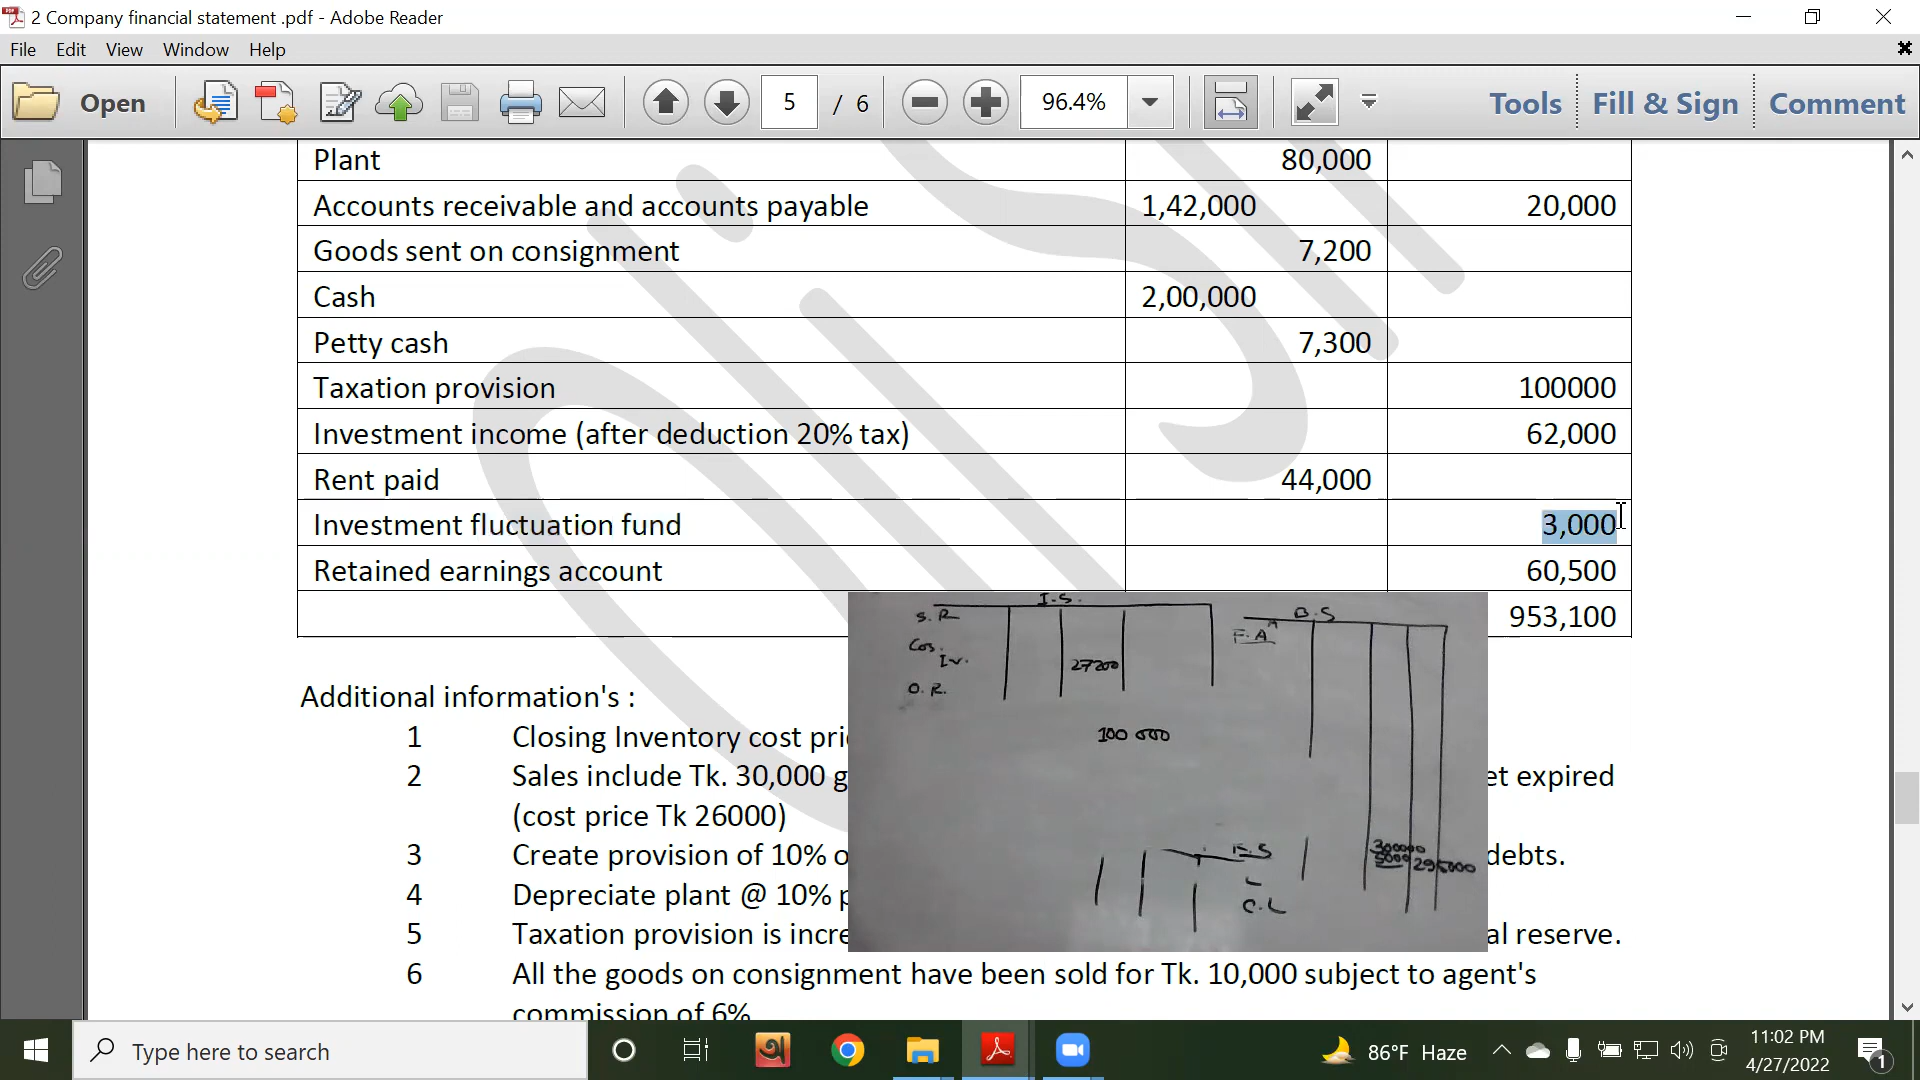 2 Company financial statement .pdf - Adobe Reader
File Edit View Window Help
Open 5 / 6 96.4% Tools Fill & Sign Comment
Plant 80,000
Accounts receivable and accounts payable 1,42,000 20,000
Goods sent on consignment 7,200
Cash 2,00,000
Petty cash 7,300
Taxation provision 100000
Investment income (after deduction 20% tax) 62,000
Rent paid 44,000
Investment fluctuation fund 3,000
Retained earnings account 60,500
953,100
I.S.
S.R
Cos.
Iv. 27200
O.R.
100 000
B.S
F.A
E.S
L
C.L
300000
5000 295000
Additional information's :
1 Closing Inventory cost pri
2 Sales include Tk. 30,000 g et expired
(cost price Tk 26000)
3 Create provision of 10% o debts.
4 Depreciate plant @ 10% p
5 Taxation provision is incre al reserve.
6 All the goods on consignment have been sold for Tk. 10,000 subject to agent's
commission of 6%
Type here to search
86°F Haze
11:02 PM
4/27/2022
1